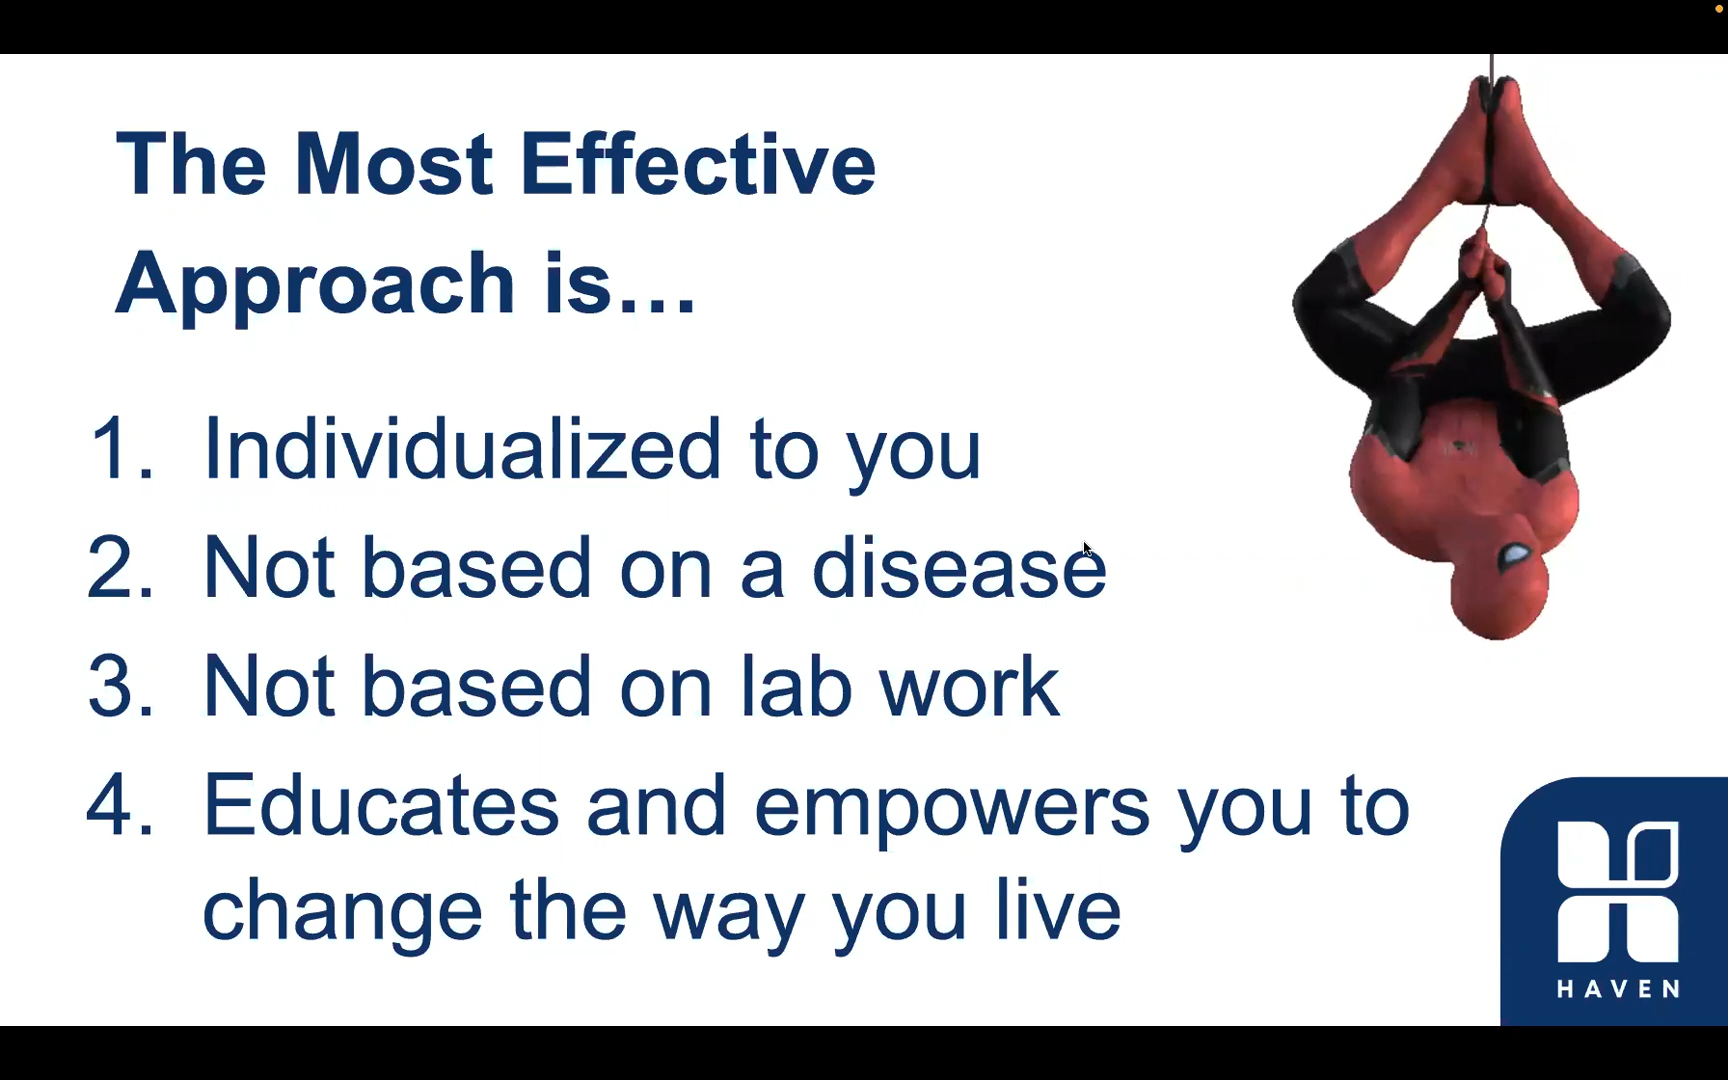 The Most Effective
Approach is…
1. Individualized to you
2. Not based on a disease
3. Not based on lab work
4. Educates and empowers you to
change the way you live
HAVEN